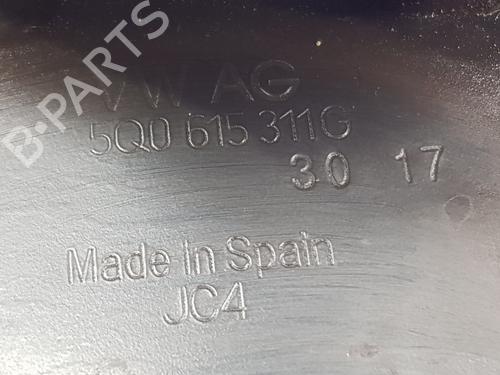 B-PARTS
VW AG
5Q0 615 311G
30 17
Made in Spain
JC4